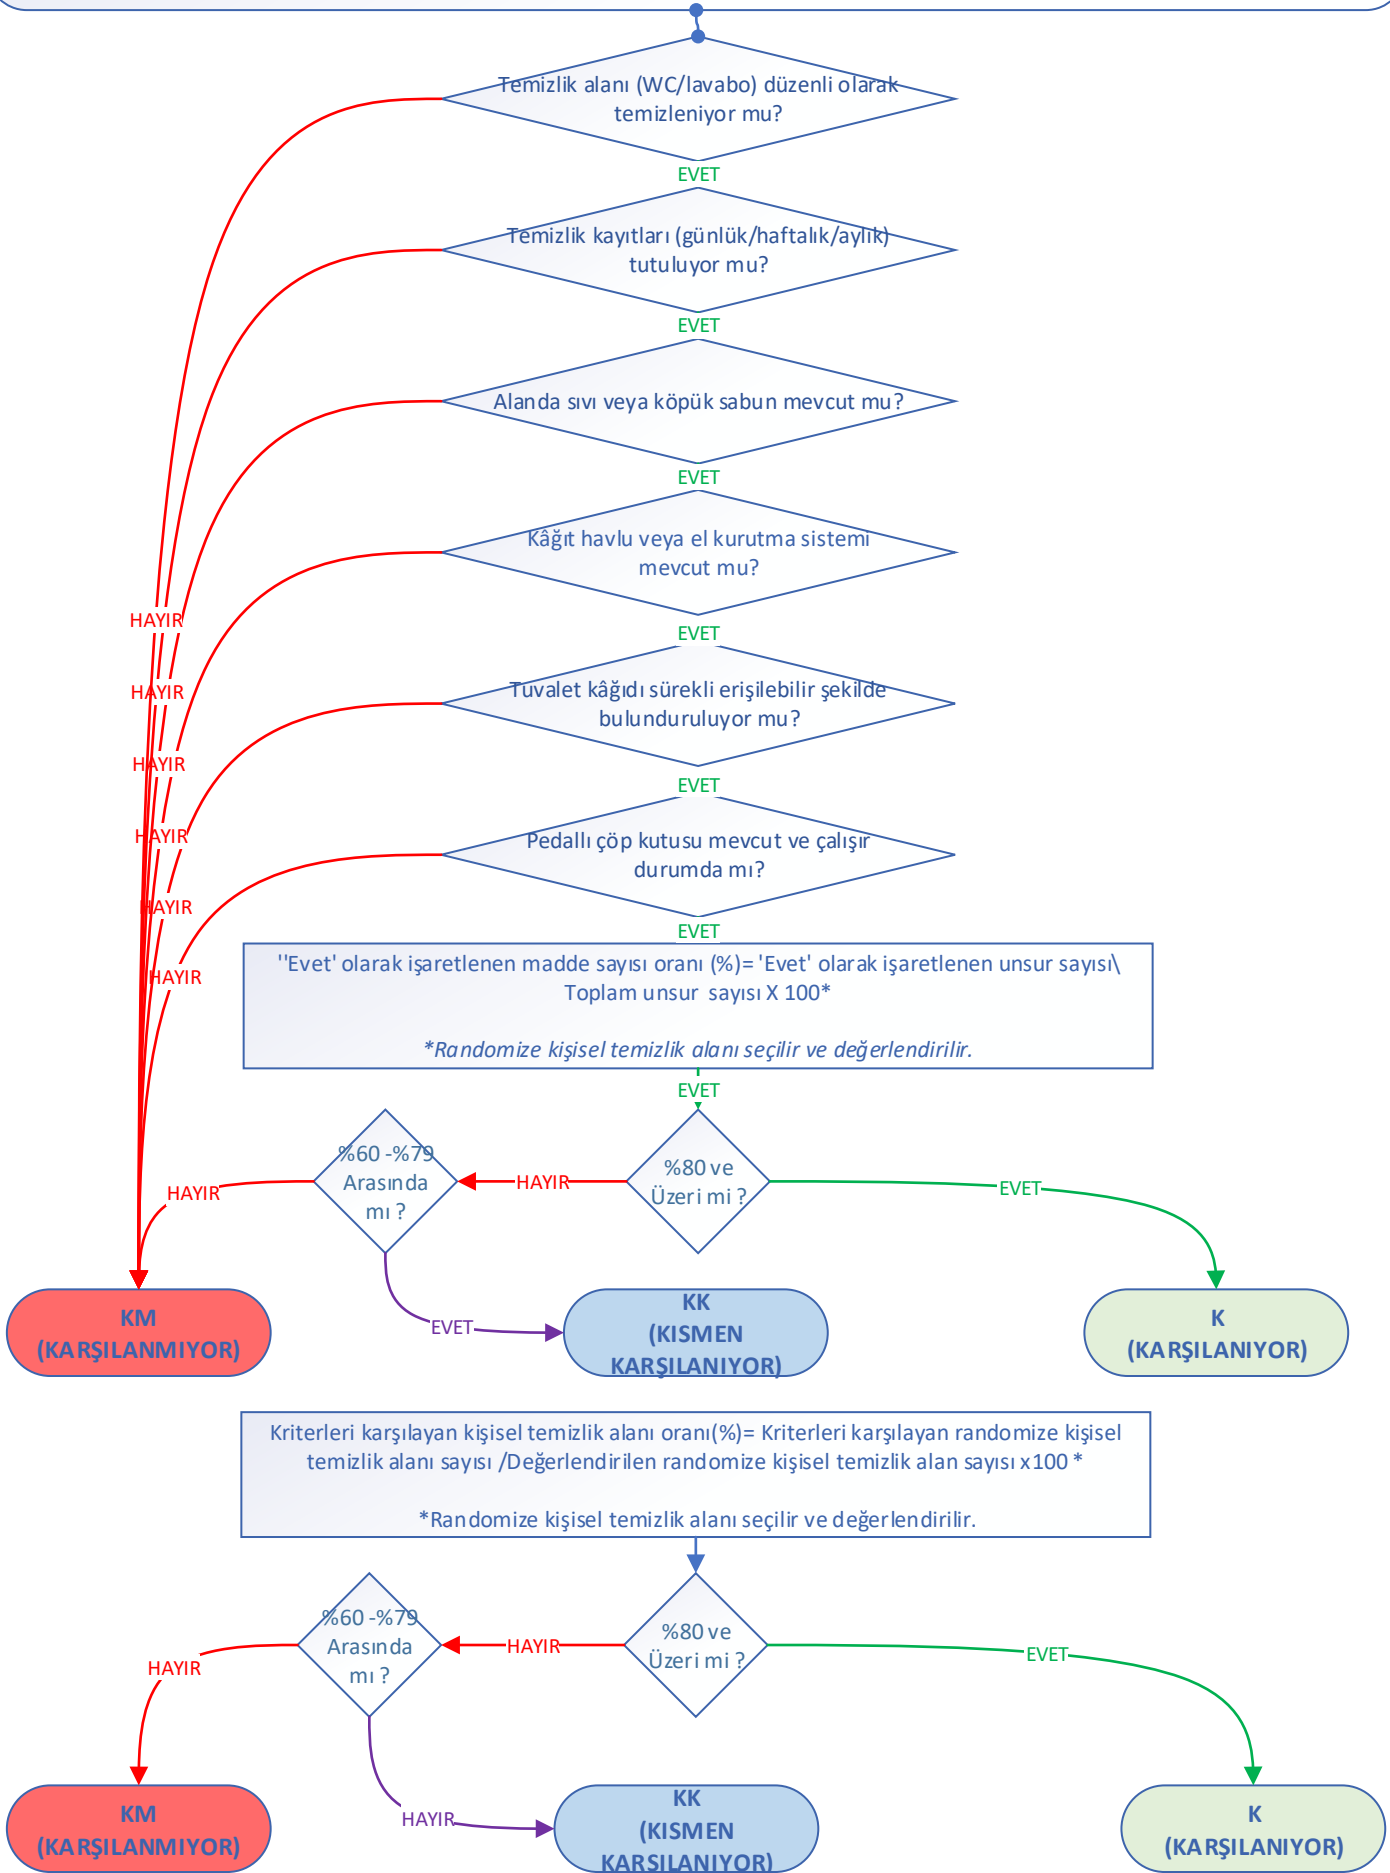 Temizlik alanı (WC/lavabo) düzenli olarak
temizleniyor mu?
EVET
Temizlik kayıtları (günlük/haftalık/aylık)
tutuluyor mu?
EVET
Alanda sıvı veya köpük sabun mevcut mu?
EVET
Kâğıt havlu veya el kurutma sistemi
mevcut mu?
HAYIR
EVET
Tuvalet kâğıdı sürekli erişilebilir şekilde
bulunduruluyor mu?
HAYIR
HAYIR
EVET
Pedallı çöp kutusu mevcut ve çalışır
durumda mı?
HAYIR
HAYIR
EVET
''Evet' olarak işaretlenen madde sayısı oranı (%)= 'Evet' olarak işaretlenen unsur sayısı\
Toplam unsur sayısı X 100*
*Randomize kişisel temizlik alanı seçilir ve değerlendirilir.
HAYIR
EVET
%60 -%79
Arasında
mı ?
%80 ve
Üzeri mi ?
HAYIR
HAYIR
EVET
EVET
KM
(KARŞILANMIYOR)
KK
(KISMEN
KARŞILANIYOR)
K
(KARŞILANIYOR)
Kriterleri karşılayan kişisel temizlik alanı oranı(%)= Kriterleri karşılayan randomize kişisel
temizlik alanı sayısı /Değerlendirilen randomize kişisel temizlik alan sayısı x100 *
*Randomize kişisel temizlik alanı seçilir ve değerlendirilir.
%60 -%79
Arasında
mı ?
%80 ve
Üzeri mi ?
HAYIR
HAYIR
EVET
HAYIR
KM
(KARŞILANMIYOR)
KK
(KISMEN
KARŞILANIYOR)
K
(KARŞILANIYOR)